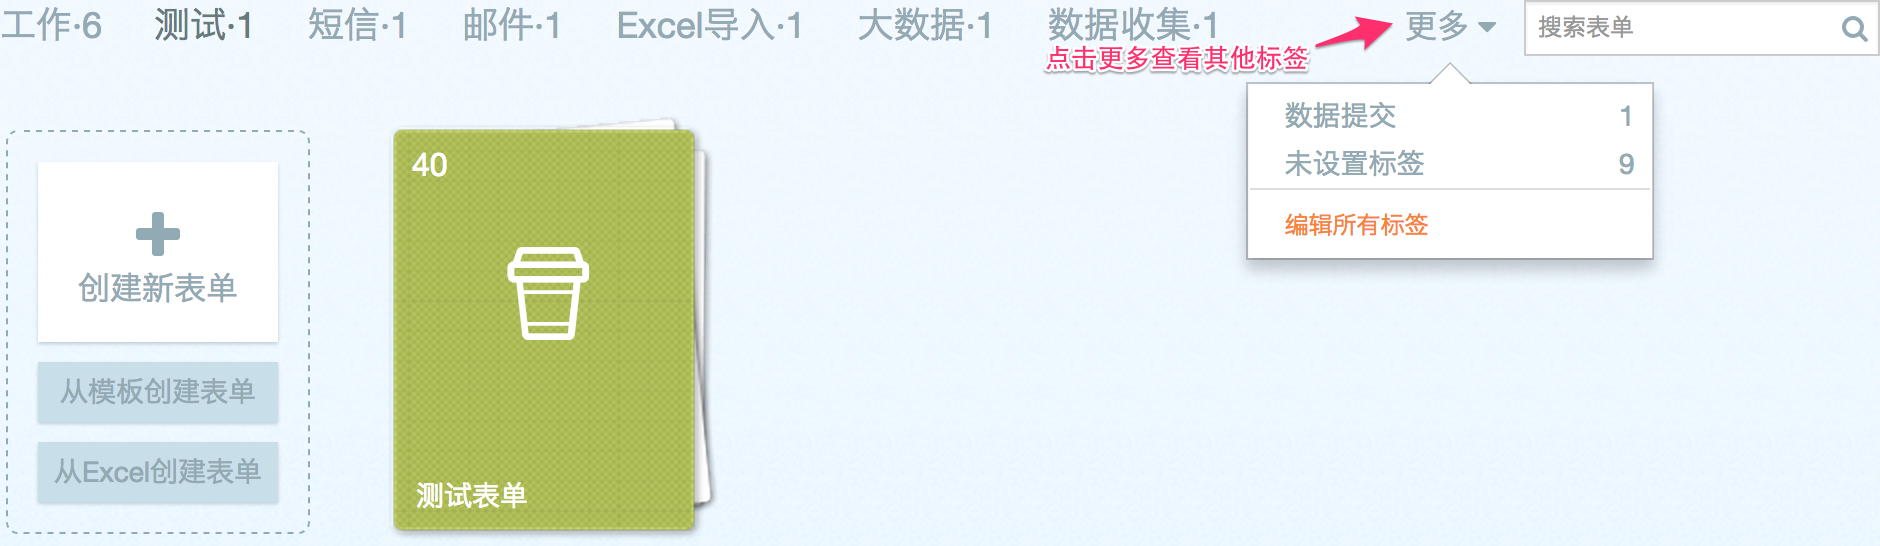 工作·6 测试·1 短信·1 邮件·1 Excel导入·1 大数据·1 数据收集·1 更多 搜索表单
点击更多查看其他标签
数据提交 1
未设置标签 9
编辑所有标签
创建新表单
从模板创建表单
从Excel创建表单
40
测试表单